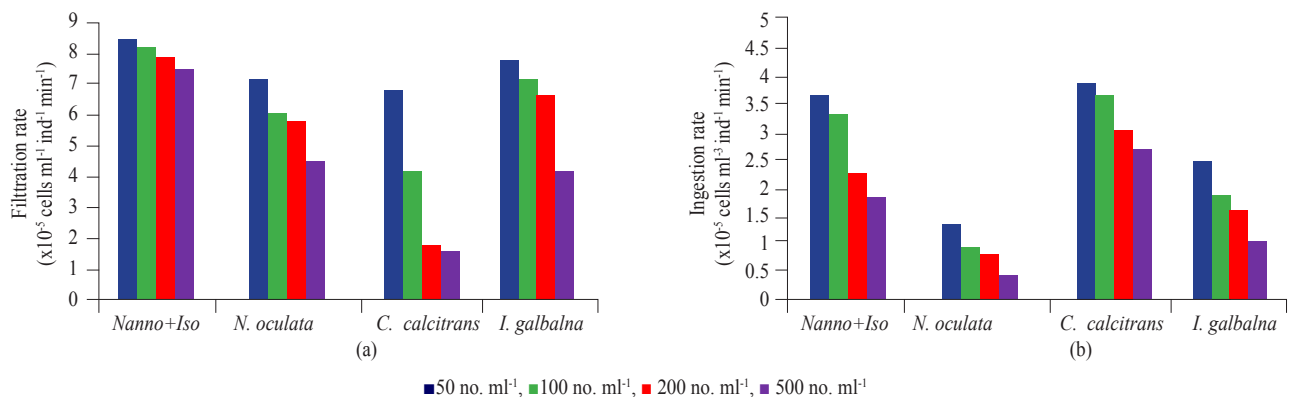 9
8
7
6
5
4
3
2
1
0
Filttration rate
(x10⁻⁵ cells ml⁻¹ ind⁻¹ min⁻¹)
Nanno+Iso N. oculata C. calcitrans I. galbalna
(a)
5
4.5
4
3.5
3
2.5
2
1.5
1
0.5
0
Ingestion rate
(x10⁻⁵ cells ml⁻³ ind⁻¹ min⁻¹)
Nanno+Iso N. oculata C. calcitrans I. galbalna
(b)
50 no. ml⁻¹, 100 no. ml⁻¹, 200 no. ml⁻¹, 500 no. ml⁻¹